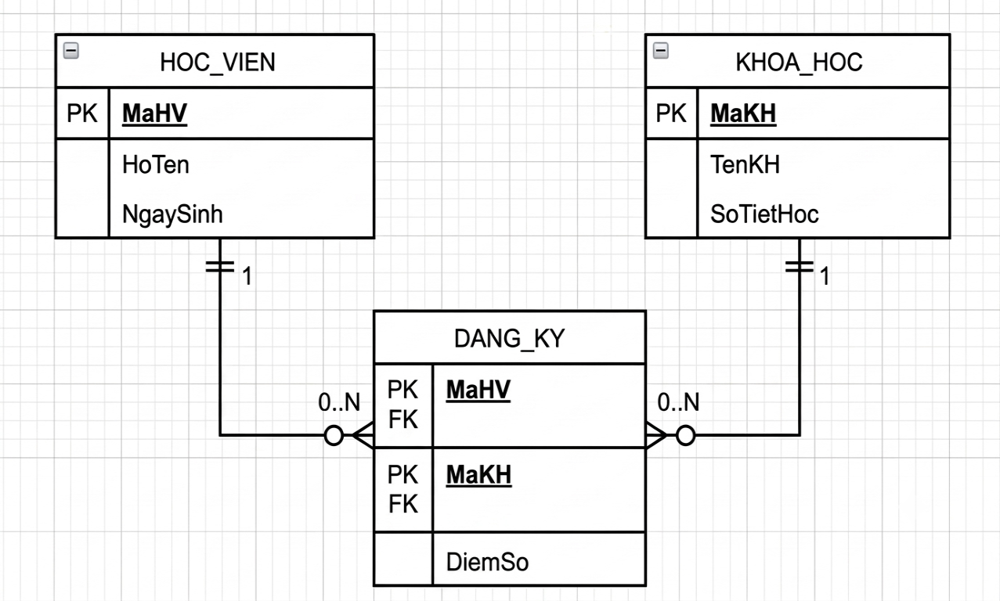 HOC_VIEN
PK MaHV
HoTen
NgaySinh
1
KHOA_HOC
PK MaKH
TenKH
SoTietHoc
1
DANG_KY
0..N
PK MaHV
FK
0..N
PK MaKH
FK
DiemSo